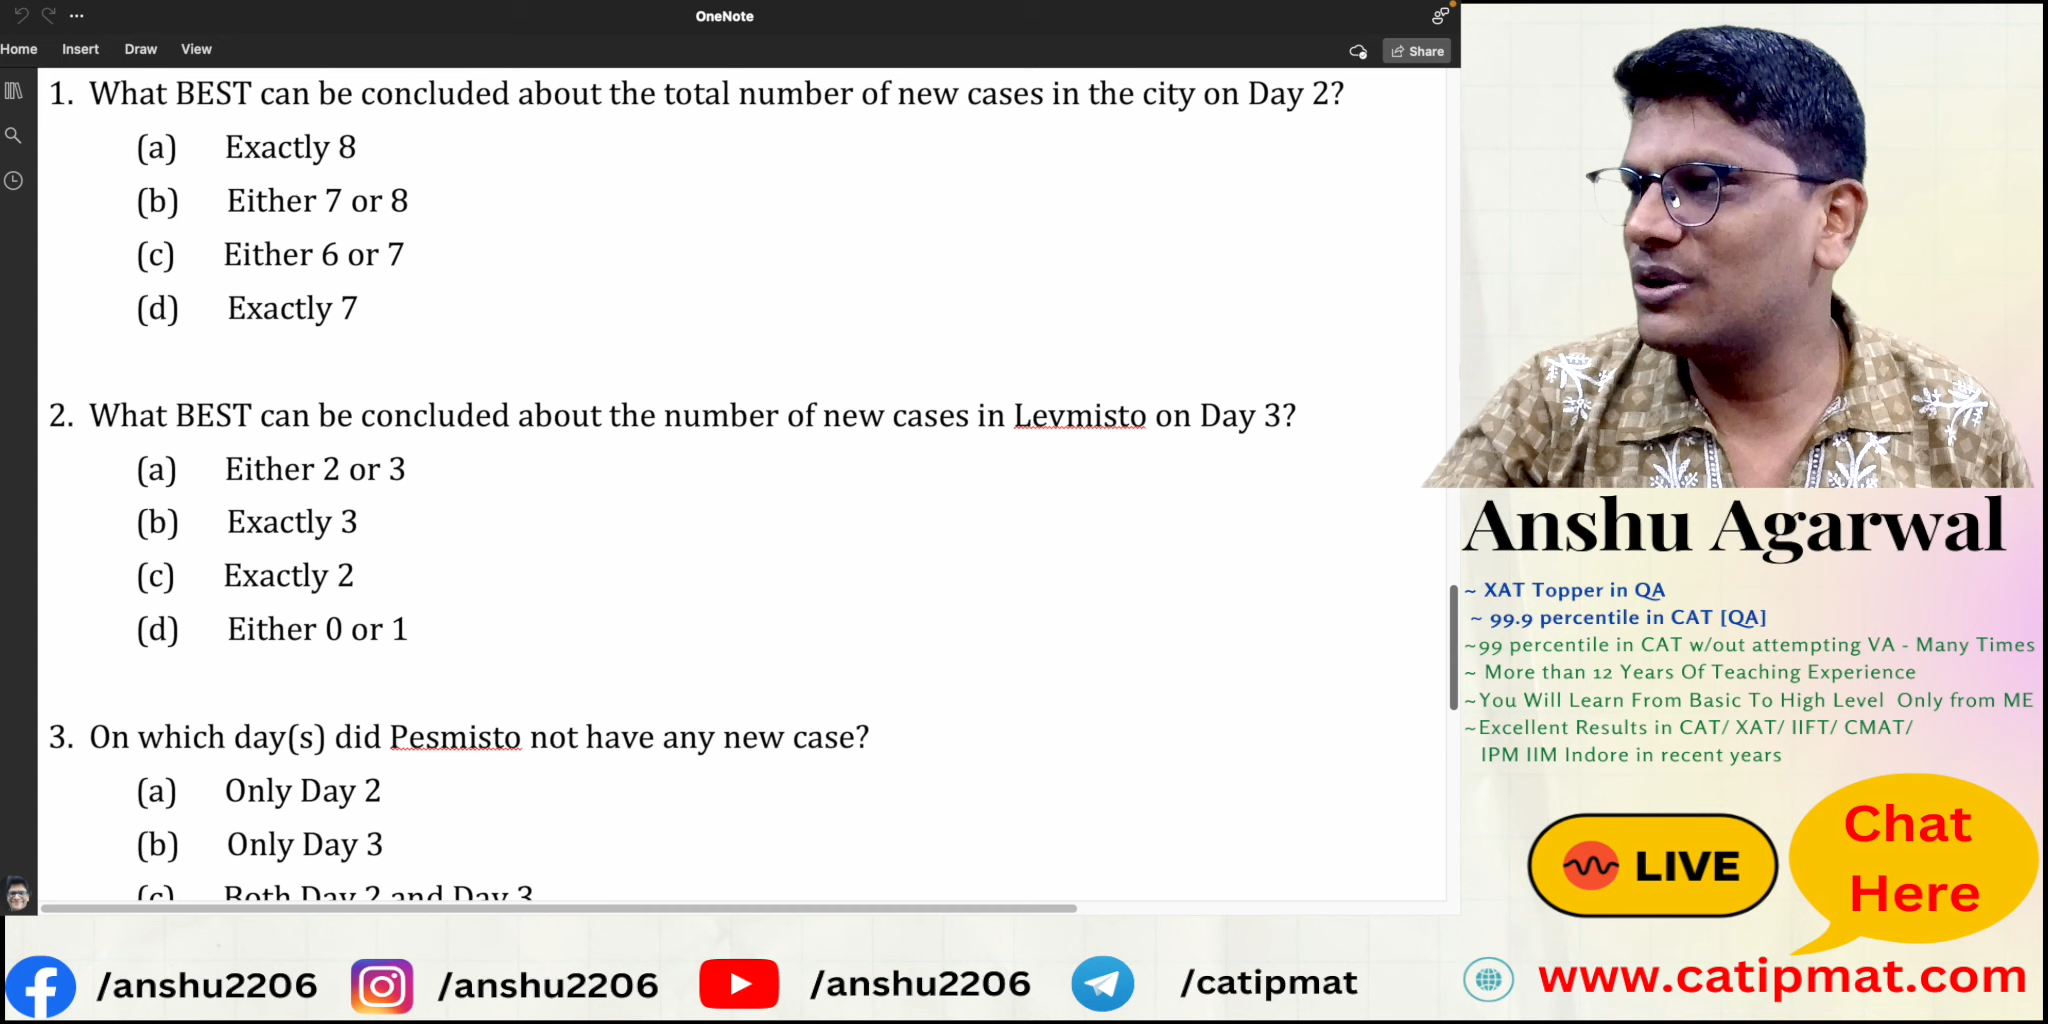 OneNote
Home Insert Draw View
Share
1. What BEST can be concluded about the total number of new cases in the city on Day 2?
(a) Exactly 8
(b) Either 7 or 8
(c) Either 6 or 7
(d) Exactly 7
2. What BEST can be concluded about the number of new cases in Levmisto on Day 3?
(a) Either 2 or 3
(b) Exactly 3
(c) Exactly 2
(d) Either 0 or 1
3. On which day(s) did Pesmisto not have any new case?
(a) Only Day 2
(b) Only Day 3
(c) Both Day 2 and Day 3
Anshu Agarwal
~ XAT Topper in QA
~ 99.9 percentile in CAT [QA]
~99 percentile in CAT w/out attempting VA - Many Times
~ More than 12 Years Of Teaching Experience
~You Will Learn From Basic To High Level Only from ME
~Excellent Results in CAT/ XAT/ IIFT/ CMAT/
IPM IIM Indore in recent years
LIVE
Chat
Here
/anshu2206 /anshu2206 /anshu2206 /catipmat www.catipmat.com